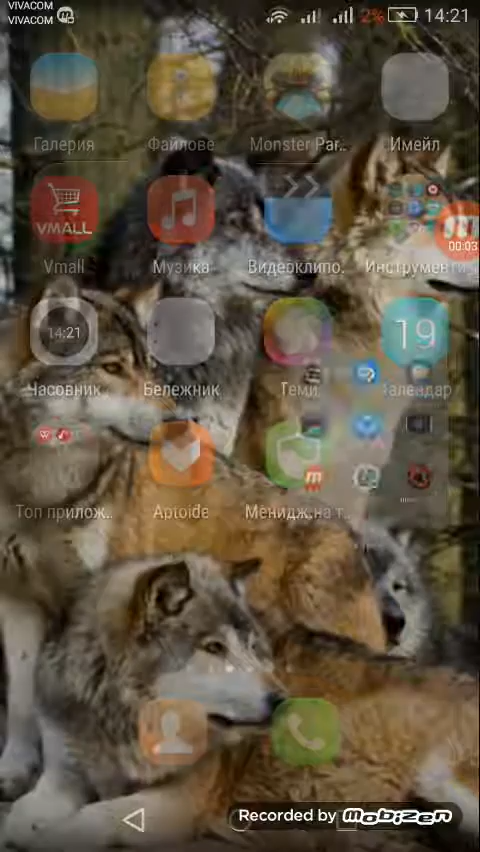 VIVACOM
VIVACOM
2% 14:21
Галерия Файлове Monster Par.. Имейл
VMALL
00:03
Vmall Музика Видеоклипо.. Инструменти
14:21 19
Часовник Бележник Теми Календар
Топ прилож.. Aptoide Менидж.на т..
Recorded by Mobizen